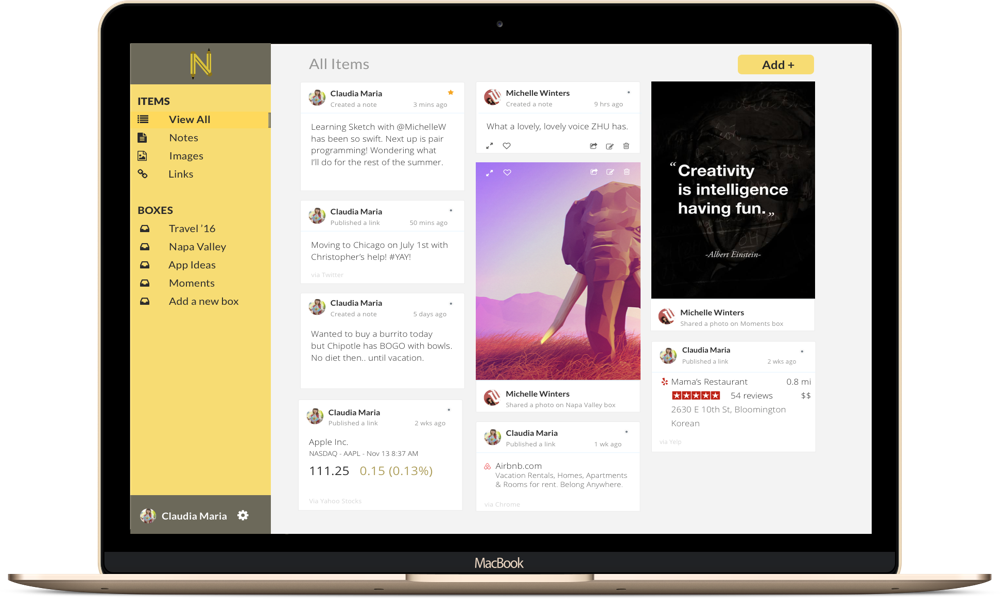 N
ITEMS
View All
Notes
Images
Links
BOXES
Travel '16
Napa Valley
App Ideas
Moments
Add a new box
Claudia Maria
All Items
Add +
Claudia Maria
Created a note
3 mins ago
Learning Sketch with @MichelleW
has been so swift. Next up is pair
programming! Wondering what
I'll do for the rest of the summer.
Claudia Maria
Published a link
50 mins ago
Moving to Chicago on July 1st with
Christopher's help! #YAY!
via Twitter
Claudia Maria
Created a note
5 days ago
Wanted to buy a burrito today
but Chipotle has BOGO with bowls.
No diet then.. until vacation.
Claudia Maria
Published a link
2 wks ago
Apple Inc.
NASDAQ - AAPL - Nov 13 8:37 AM
111.25 0.15 (0.13%)
Via Yahoo Stocks
Michelle Winters
Created a note
9 hrs ago
What a lovely, lovely voice ZHU has.
Michelle Winters
Shared a photo on Napa Valley box
Claudia Maria
Published a link
1 wk ago
Airbnb.com
Vacation Rentals, Homes, Apartments
& Rooms for rent. Belong Anywhere.
via Chrome
“Creativity
is intelligence
having fun.„
-Albert Einstein-
Michelle Winters
Shared a photo on Moments box
Claudia Maria
Published a link
2 wks ago
Mama's Restaurant 0.8 mi
54 reviews $$
2630 E 10th St, Bloomington
Korean
via Yelp
MacBook